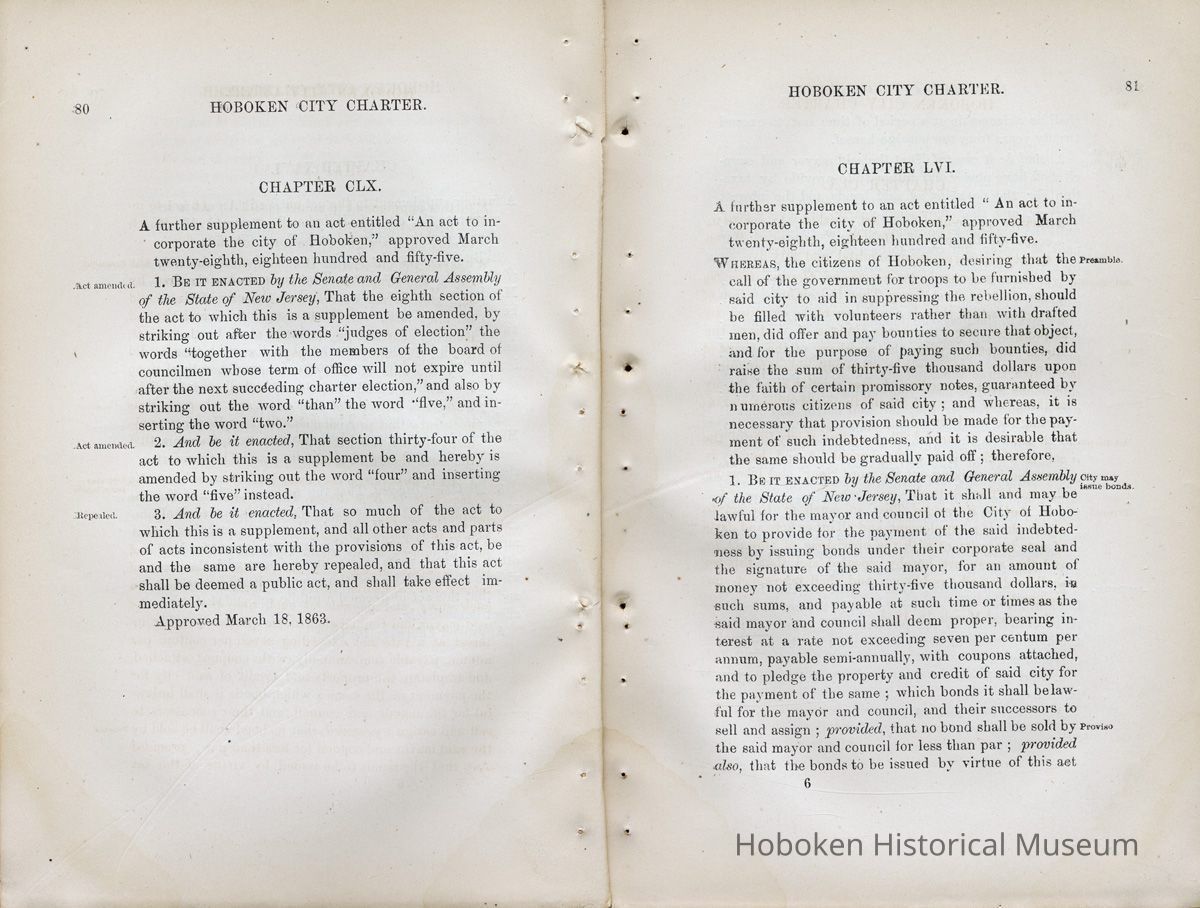 80
HOBOKEN CITY CHARTER.
CHAPTER CLX.
A further supplement to an act entitled "An act to in-
corporate the city of Hoboken," approved March
twenty-eighth, eighteen hundred and fifty-five.
Act amended.
1. BE IT ENACTED by the Senate and General Assembly
of the State of New Jersey, That the eighth section of
the act to which this is a supplement be amended, by
striking out after the words "judges of election" the
words "together with the members of the board of
councilmen whose term of office will not expire until
after the next succeeding charter election," and also by
striking out the word "than" the word "five," and in-
serting the word "two."
Act amended.
2. And be it enacted, That section thirty-four of the
act to which this is a supplement be and hereby is
amended by striking out the word "four" and inserting
the word "five" instead.
Repealed.
3. And be it enacted, That so much of the act to
which this is a supplement, and all other acts and parts
of acts inconsistent with the provisions of this act, be
and the same are hereby repealed, and that this act
shall be deemed a public act, and shall take effect im-
mediately.
Approved March 18, 1863.
HOBOKEN CITY CHARTER.
81
CHAPTER LVI.
A further supplement to an act entitled " An act to in-
corporate the city of Hoboken," approved March
twenty-eighth, eighteen hundred and fifty-five.
WHEREAS, the citizens of Hoboken, desiring that the
Preamble.
call of the government for troops to be furnished by
said city to aid in suppressing the rebellion, should
be filled with volunteers rather than with drafted
men, did offer and pay bounties to secure that object,
and for the purpose of paying such bounties, did
raise the sum of thirty-five thousand dollars upon
the faith of certain promissory notes, guaranteed by
numerous citizens of said city ; and whereas, it is
necessary that provision should be made for the pay-
ment of such indebtedness, and it is desirable that
the same should be gradually paid off ; therefore,
1. BE IT ENACTED by the Senate and General Assembly
City may
issue bonds.
of the State of New Jersey, That it shall and may be
lawful for the mayor and council of the City of Hobo-
ken to provide for the payment of the said indebted-
ness by issuing bonds under their corporate seal and
the signature of the said mayor, for an amount of
money not exceeding thirty-five thousand dollars, in
such sums, and payable at such time or times as the
said mayor and council shall deem proper, bearing in-
terest at a rate not exceeding seven per centum per
annum, payable semi-annually, with coupons attached,
and to pledge the property and credit of said city for
the payment of the same ; which bonds it shall be law-
ful for the mayor and council, and their successors to
sell and assign ; provided, that no bond shall be sold by
Proviso
the said mayor and council for less than par ; provided
also, that the bonds to be issued by virtue of this act
6
Hoboken Historical Museum